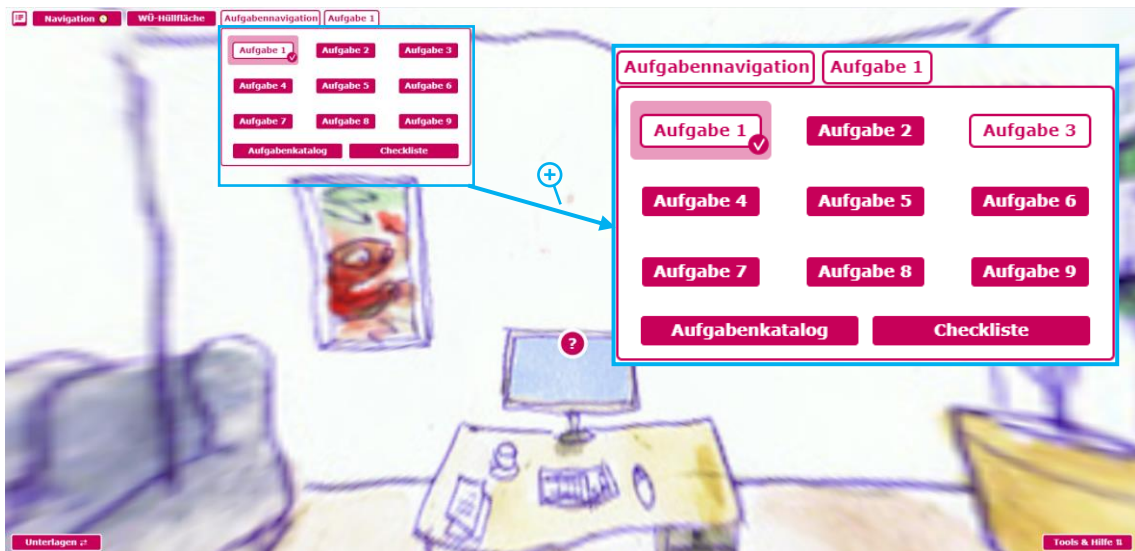 Navigation WÜ-Hüllfläche Aufgabennavigation Aufgabe 1
Aufgabe 1 Aufgabe 2 Aufgabe 3
Aufgabe 4 Aufgabe 5 Aufgabe 6
Aufgabe 7 Aufgabe 8 Aufgabe 9
Aufgabenkatalog Checkliste
Aufgabennavigation Aufgabe 1
Aufgabe 1 Aufgabe 2 Aufgabe 3
Aufgabe 4 Aufgabe 5 Aufgabe 6
Aufgabe 7 Aufgabe 8 Aufgabe 9
Aufgabenkatalog Checkliste
?
Unterlagen ⇄ Tools & Hilfe ⇅